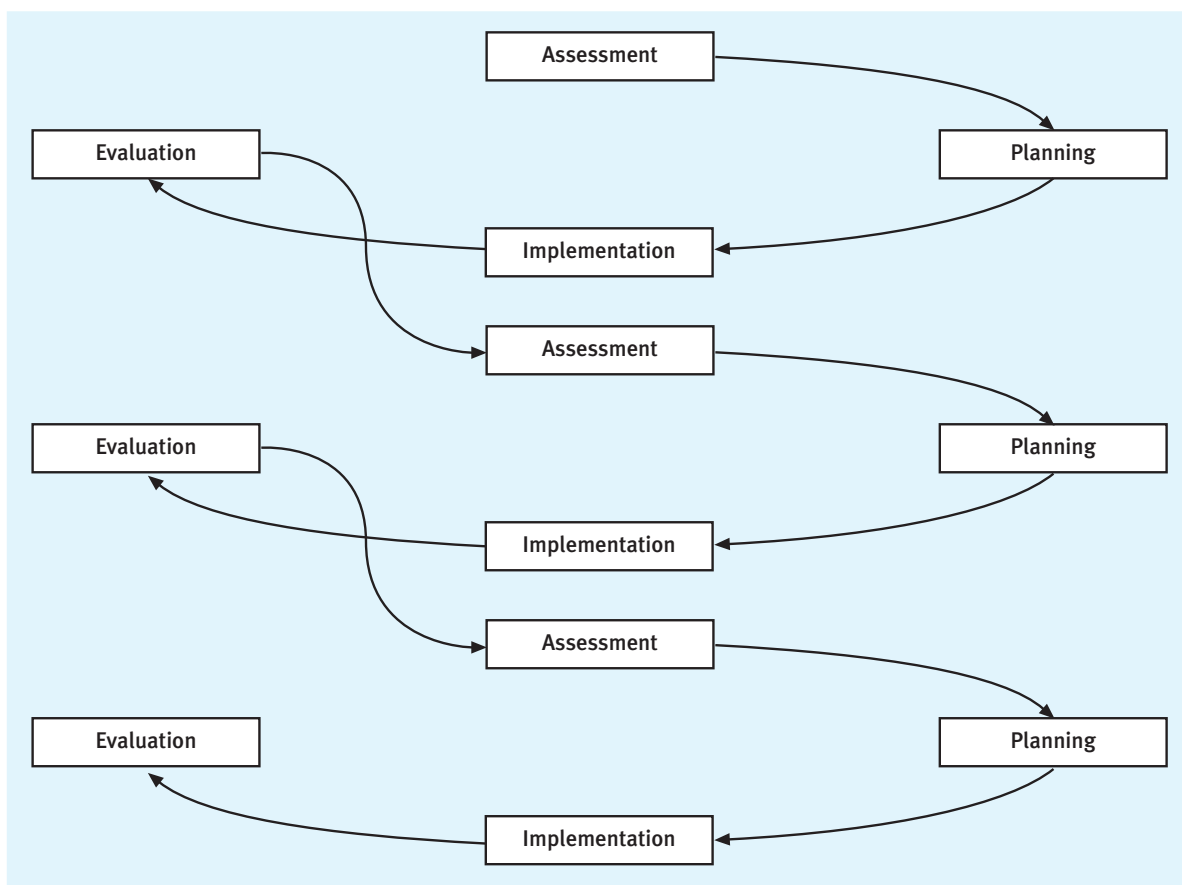 Assessment
Evaluation
Planning
Implementation
Assessment
Evaluation
Planning
Implementation
Assessment
Evaluation
Planning
Implementation